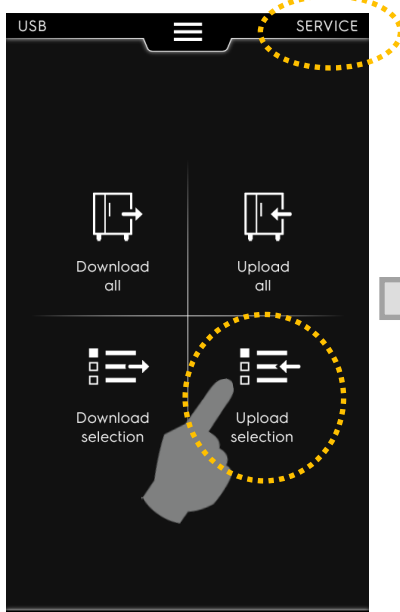 USB
SERVICE
Download
all
Upload
all
Download
selection
Upload
selection